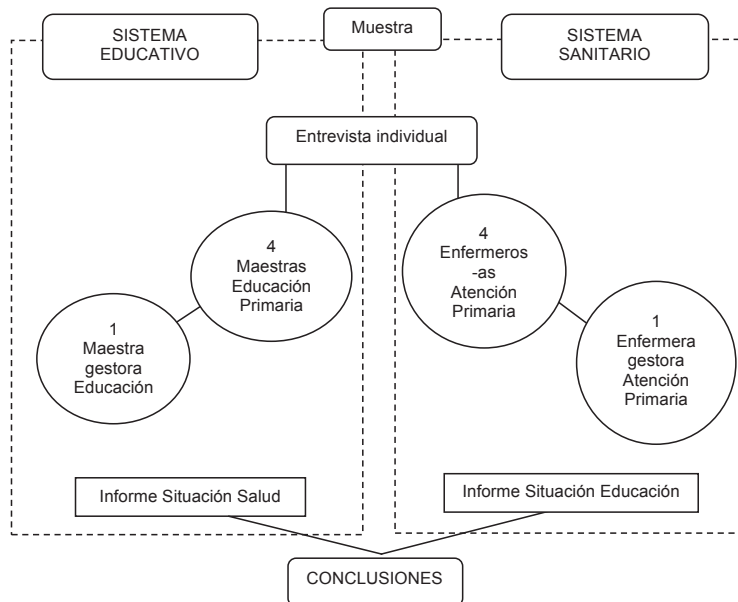 SISTEMA
EDUCATIVO
Muestra
SISTEMA
SANITARIO
Entrevista individual
4
Maestras
Educación
Primaria
4
Enfermeros
-as
Atención
Primaria
1
Maestra
gestora
Educación
1
Enfermera
gestora
Atención
Primaria
Informe Situación Salud
Informe Situación Educación
CONCLUSIONES